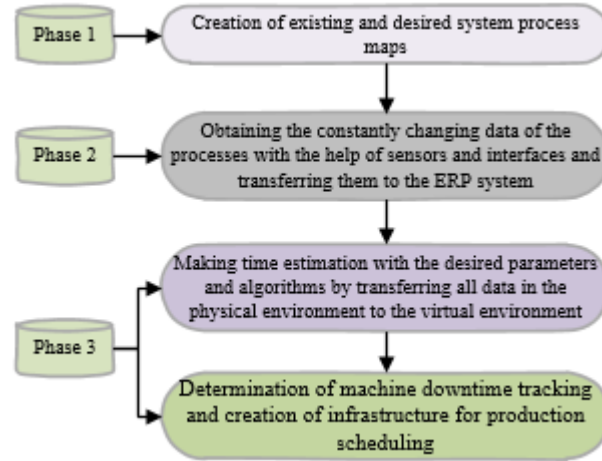 Phase 1
Creation of existing and desired system process
maps
Phase 2
Obtaining the constantly changing data of the
processes with the help of sensors and interfaces and
transferring them to the ERP system
Making time estimation with the desired parameters
and algorithms by transferring all data in the
physical environment to the virtual environment
Phase 3
Determination of machine downtime tracking
and creation of infrastructure for production
scheduling